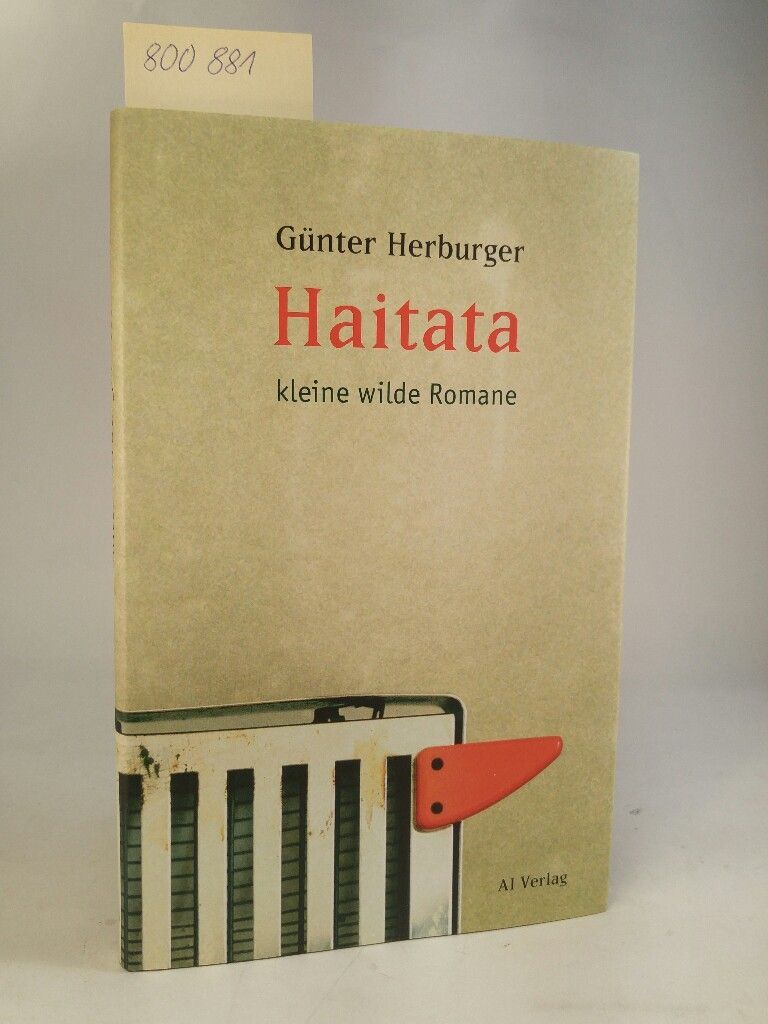 800 881
Günter Herburger
Haitata
kleine wilde Romane
A1 Verlag